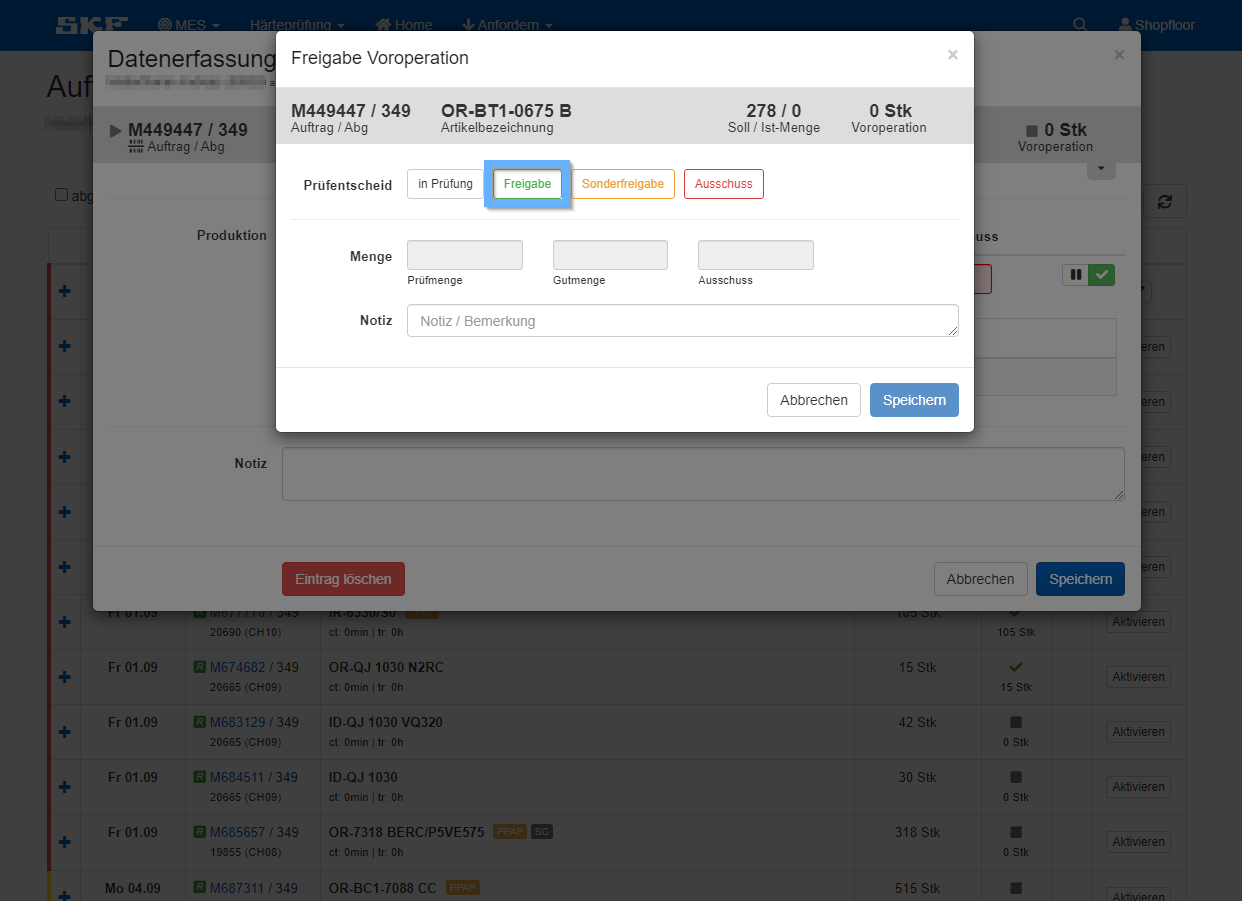 SKF MES Härteprüfung Home Anfordern Shopfloor
Auf
Datenerfassung
M449447 / 349
Auftrag / Abg
0 Stk
Voroperation
abg
Freigabe Voroperation ×
M449447 / 349 OR-BT1-0675 B 278 / 0 0 Stk
Auftrag / Abg Artikelbezeichnung Soll / Ist-Menge Voroperation
Prüfentscheid in Prüfung Freigabe Sonderfreigabe Ausschuss
Menge
Prüfmenge Gutmenge Ausschuss
Notiz Notiz / Bemerkung
Abbrechen Speichern
×
Produktion uss
eren
eren
eren
eren
eren
Notiz
Eintrag löschen Abbrechen Speichern
Fr 01.09 R M677770 / 349 IR-6330/S0 PPAP 105 Stk
20690 (CH10) ct: 0min | tr: 0h 105 Stk Aktivieren
Fr 01.09 R M674682 / 349 OR-QJ 1030 N2RC 15 Stk
20665 (CH09) ct: 0min | tr: 0h 15 Stk Aktivieren
Fr 01.09 R M683129 / 349 ID-QJ 1030 VQ320 42 Stk
20665 (CH09) ct: 0min | tr: 0h 0 Stk Aktivieren
Fr 01.09 R M684511 / 349 ID-QJ 1030 30 Stk
20665 (CH09) ct: 0min | tr: 0h 0 Stk Aktivieren
Fr 01.09 R M685657 / 349 OR-7318 BERC/P5VE575 PPAP SC 318 Stk
19855 (CH08) ct: 0min | tr: 0h 0 Stk Aktivieren
Mo 04.09 R M687311 / 349 OR-BC1-7088 CC PPAP 515 Stk
Aktivieren